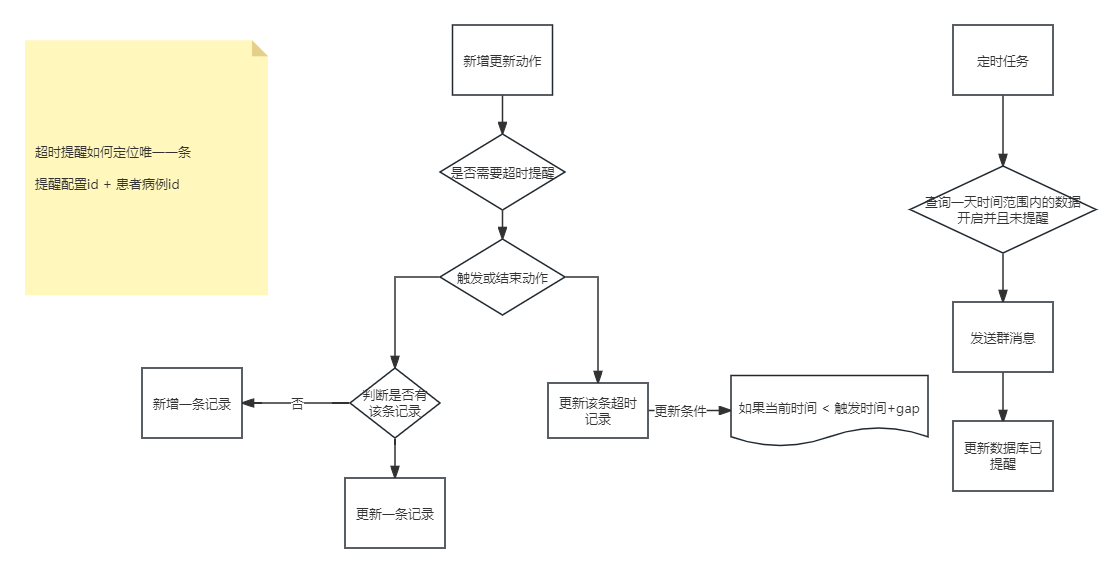 超时提醒如何定位唯一一条
提醒配置id + 患者病例id
新增更新动作
是否需要超时提醒
触发或结束动作
判断是否有
该条记录
否
新增一条记录
更新一条记录
更新该条超时
记录
更新条件
如果当前时间 < 触发时间+gap
定时任务
查询一天时间范围内的数据
开启并且未提醒
发送群消息
更新数据库已
提醒